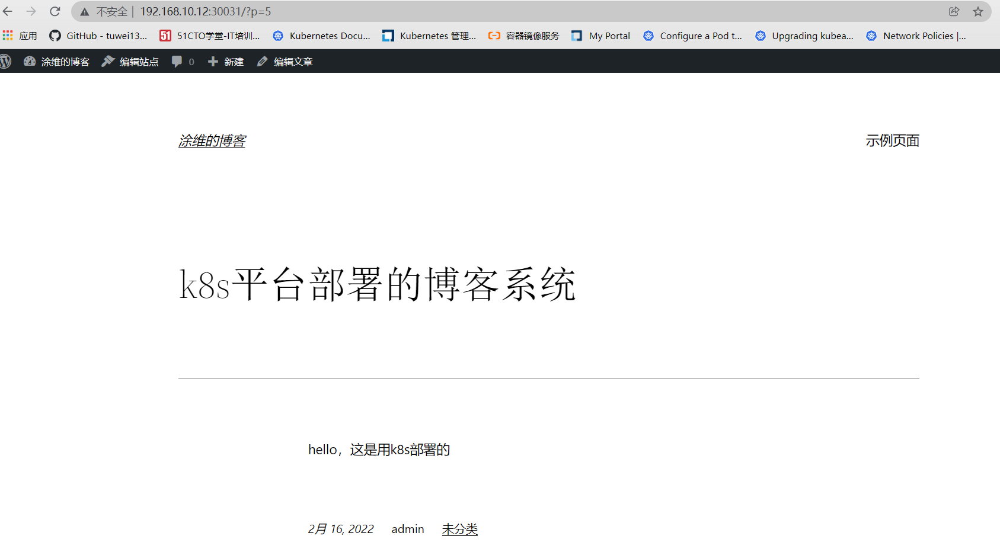 不安全 | 192.168.10.12:30031/?p=5
应用 GitHub - tuwei13... 51 51CTO学堂-IT培训... Kubernetes Docu... Kubernetes 管理... 容器镜像服务 My Portal Configure a Pod t... Upgrading kubea... Network Policies |...
涂维的博客 编辑站点 0 新建 编辑文章
涂维的博客 示例页面
k8s平台部署的博客系统
hello，这是用k8s部署的
2月 16, 2022 admin 未分类